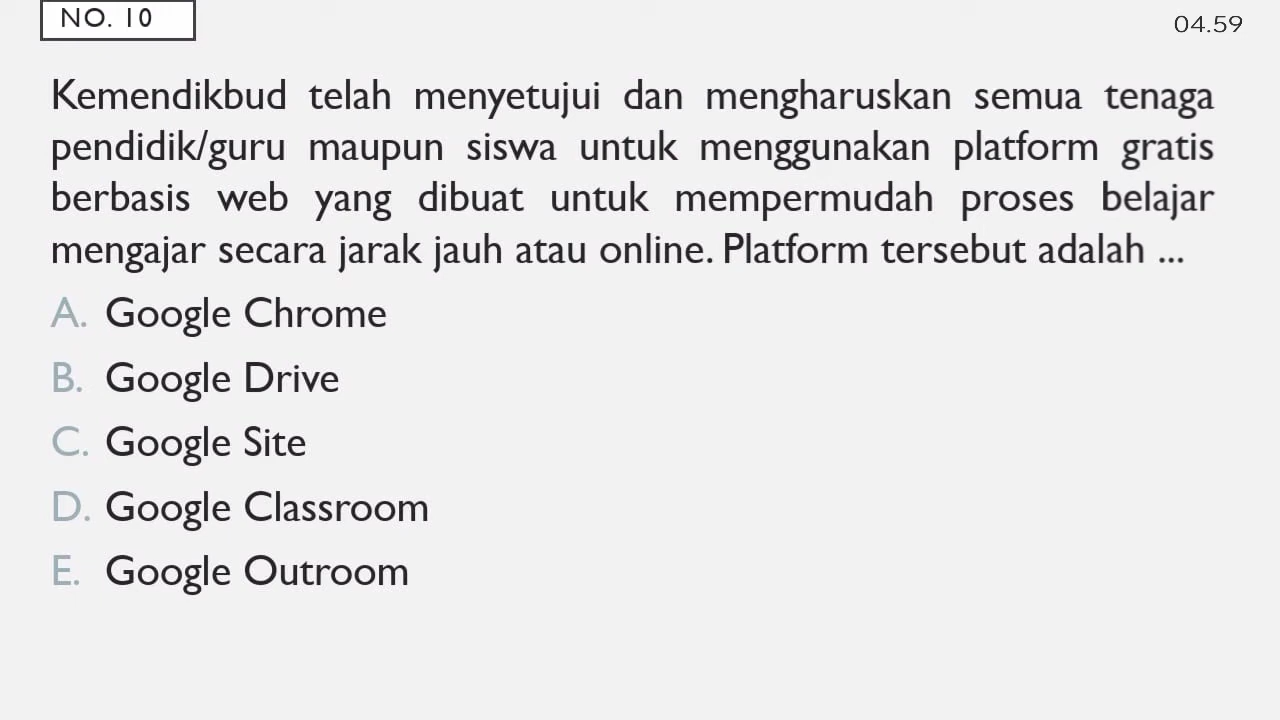 NO. 10
04.59
Kemendikbud telah menyetujui dan mengharuskan semua tenaga
pendidik/guru maupun siswa untuk menggunakan platform gratis
berbasis web yang dibuat untuk mempermudah proses belajar
mengajar secara jarak jauh atau online. Platform tersebut adalah ...
A. Google Chrome
B. Google Drive
C. Google Site
D. Google Classroom
E. Google Outroom